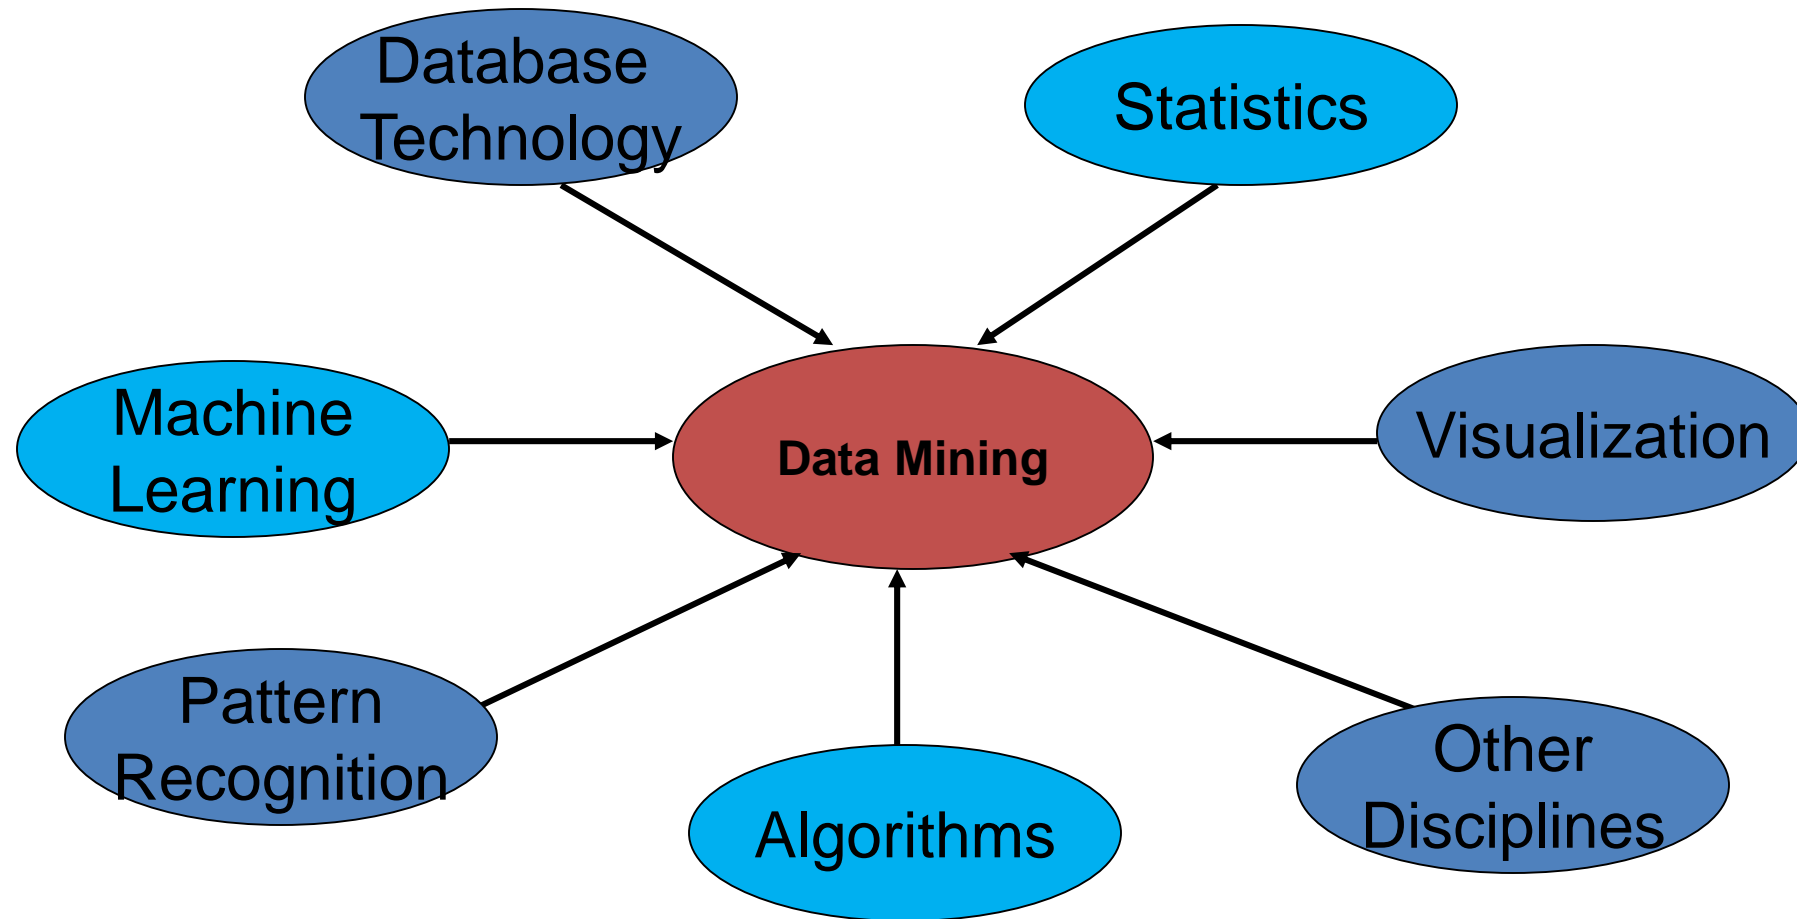 Database
Technology
Statistics
Machine
Learning
Data Mining
Visualization
Pattern
Recognition
Algorithms
Other
Disciplines